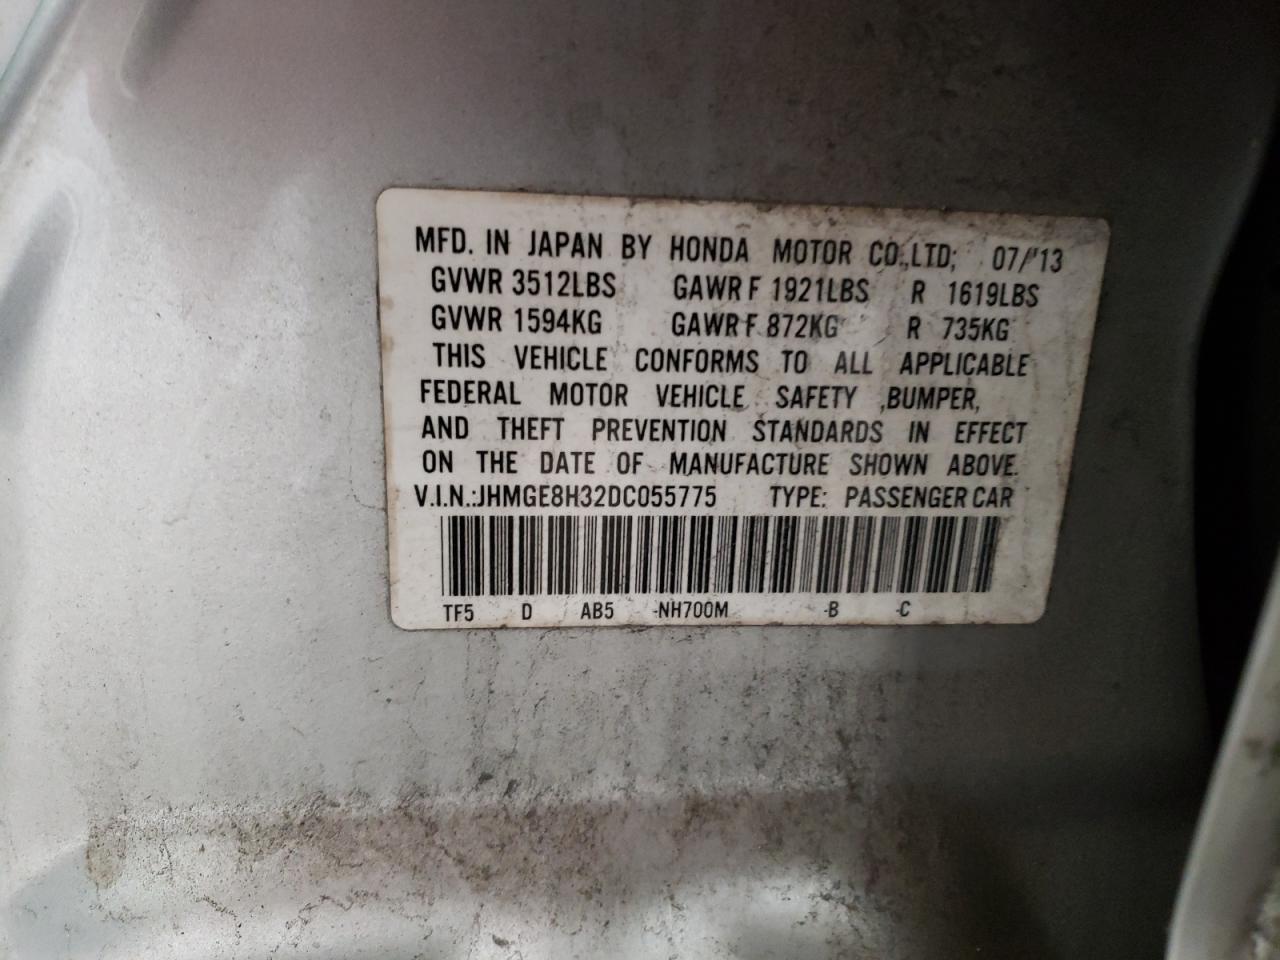 MFD. IN JAPAN BY HONDA MOTOR CO.,LTD; 07/'13
GVWR 3512LBS GAWR F 1921LBS R 1619LBS
GVWR 1594KG GAWR F 872KG R 735KG
THIS VEHICLE CONFORMS TO ALL APPLICABLE
FEDERAL MOTOR VEHICLE SAFETY ,BUMPER,
AND THEFT PREVENTION STANDARDS IN EFFECT
ON THE DATE OF MANUFACTURE SHOWN ABOVE.
V.I.N.:JHMGE8H32DC055775 TYPE: PASSENGER CAR
TF5 D AB5 -NH700M -B -C